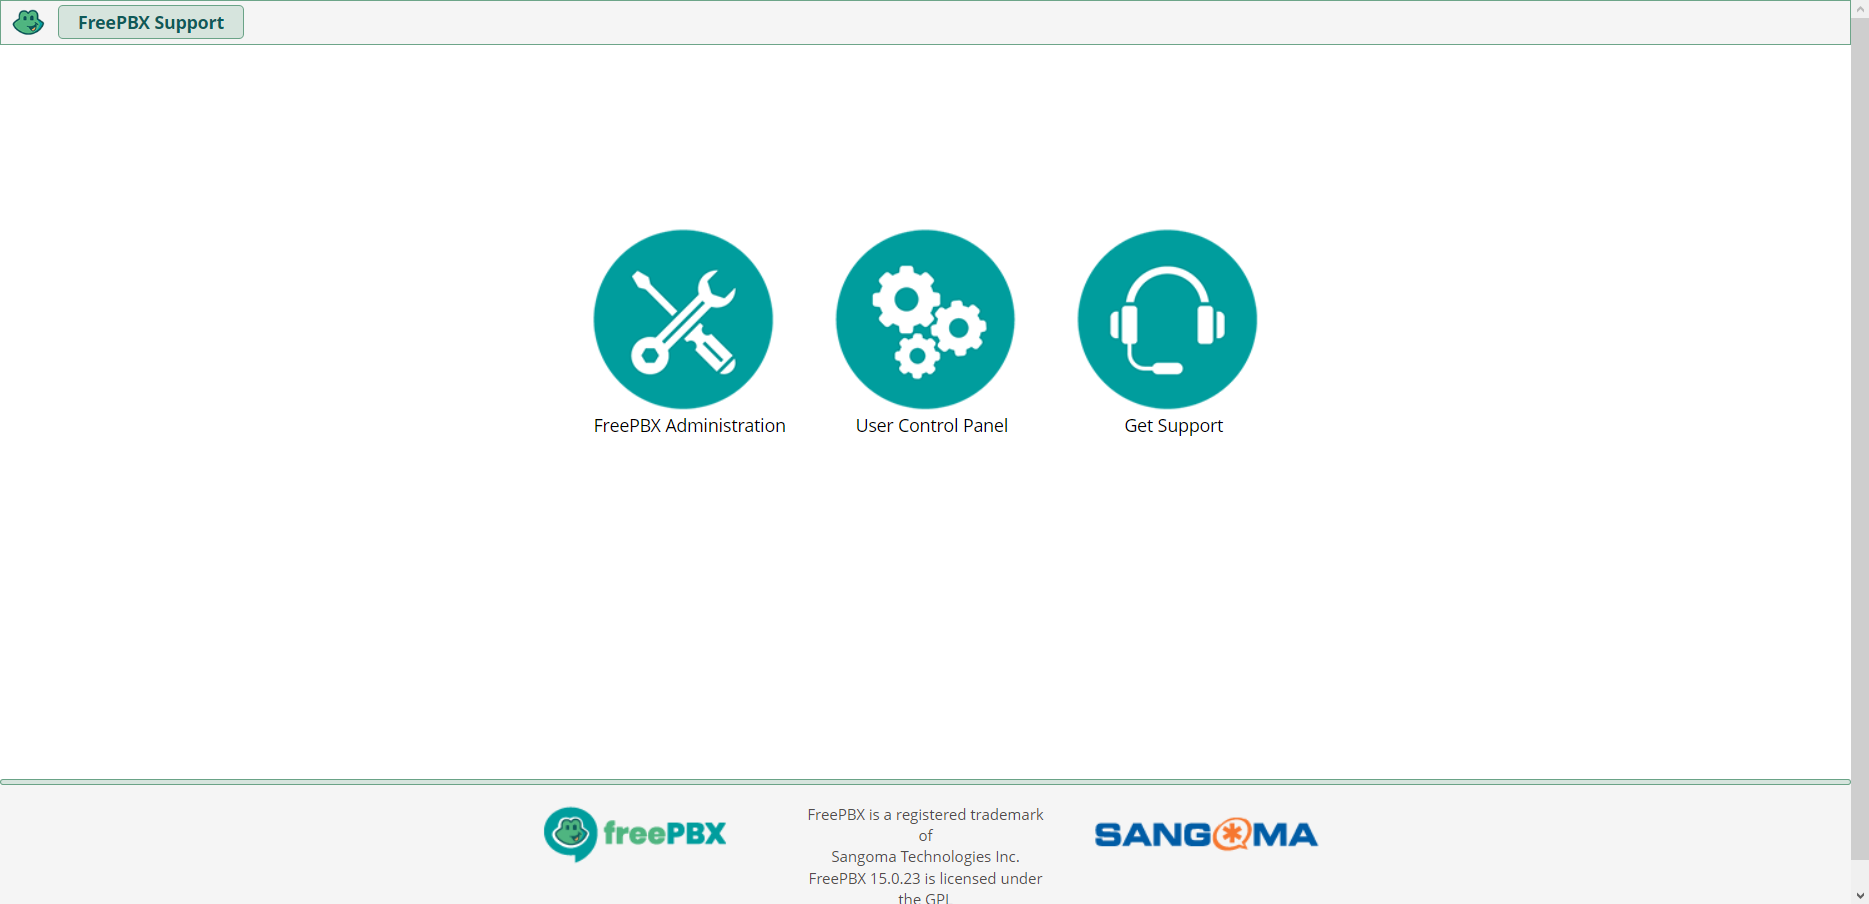 FreePBX Support
FreePBX Administration
User Control Panel
Get Support
freePBX
FreePBX is a registered trademark
of
Sangoma Technologies Inc.
FreePBX 15.0.23 is licensed under
the GPL
SANGOMA